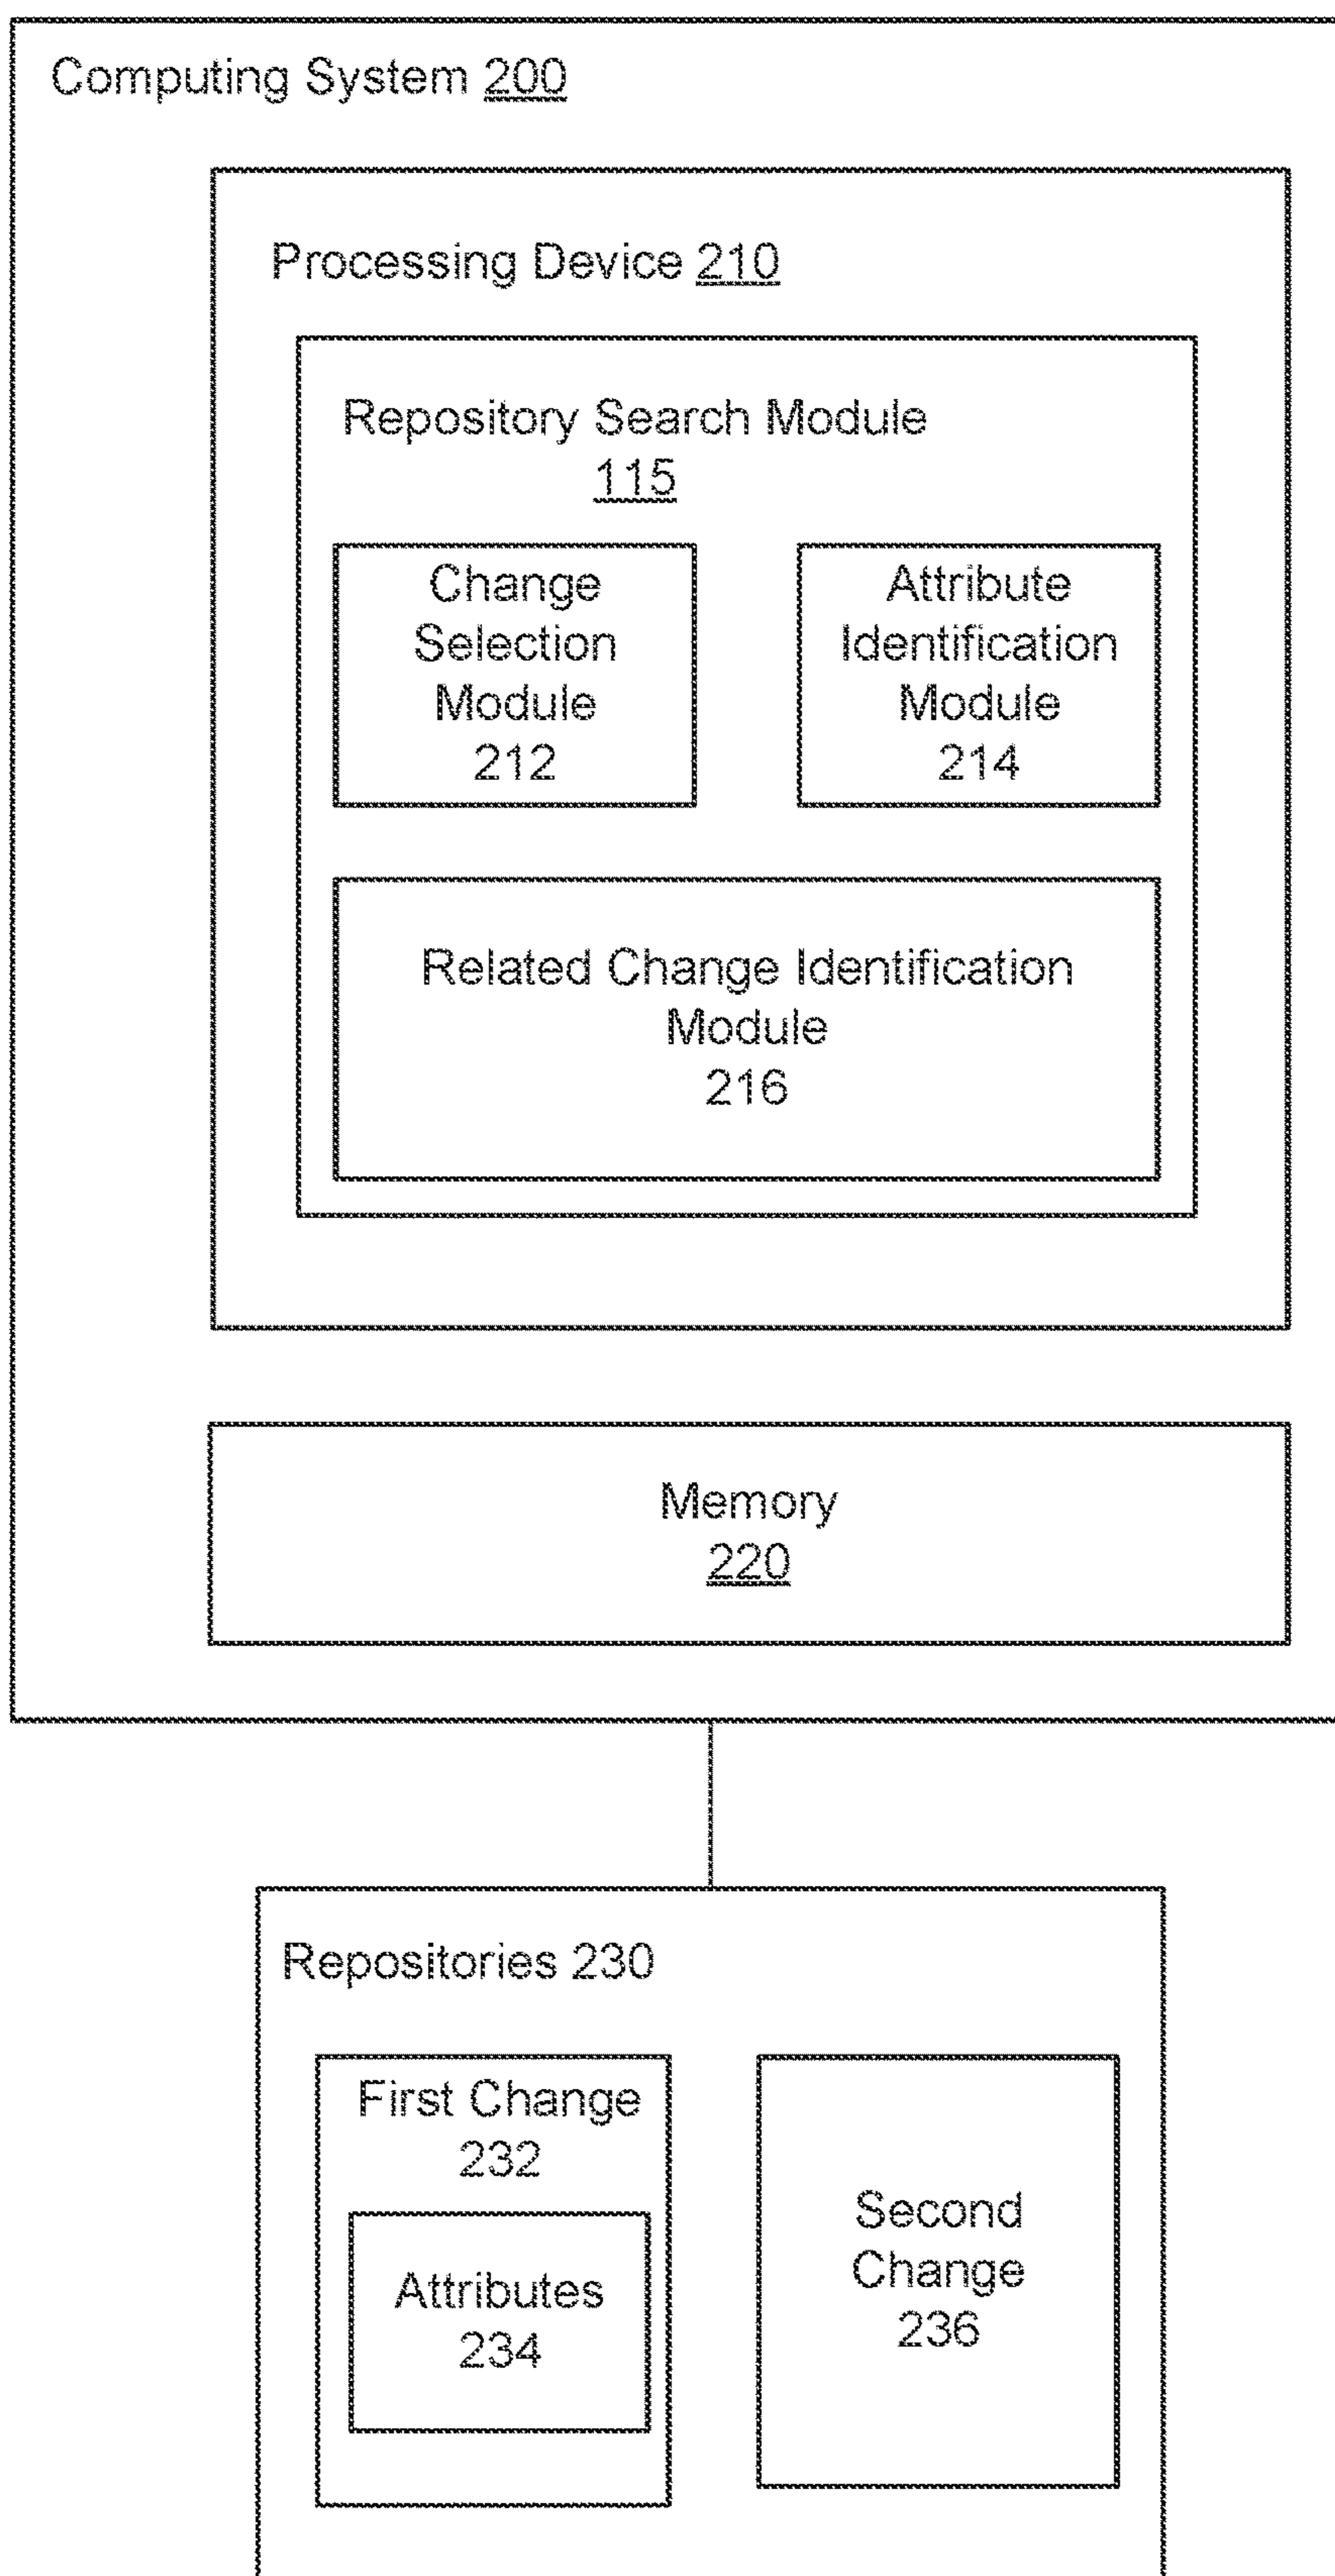 Computing System 200
Processing Device 210
Repository Search Module
115
Change
Selection
Module
212
Attribute
Identification
Module
214
Related Change Identification
Module
216
Memory
220
Repositories 230
First Change
232
Attributes
234
Second
Change
236